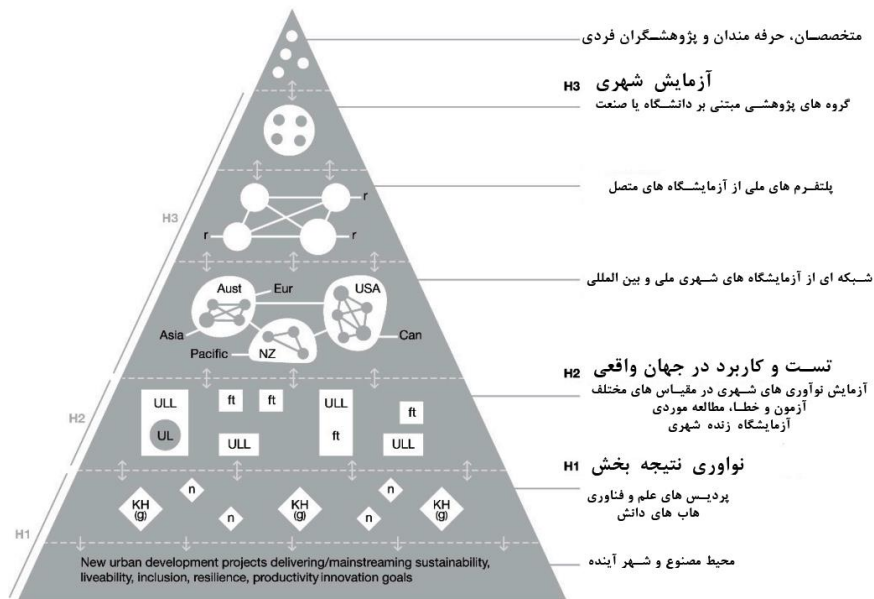 متخصصان، حرفه مندان و پژوهشگران فردی
H3 آزمایش شهری
گروه های پژوهشی مبتنی بر دانشگاه یا صنعت
پلتفرم های ملی از آزمایشگاه های متصل
r
r
r
H3
شبکه ای از آزمایشگاه های شهری ملی و بین المللی
Aust
Eur
USA
Asia
Pacific
NZ
Can
H2 تست و کاربرد در جهان واقعی
آزمایش نوآوری های شهری در مقیاس های مختلف
آزمون و خطا، مطالعه موردی
آزمایشگاه زنده شهری
ULL
ft
ft
ULL
UL
ULL
ft
ft
ULL
H2
H1 نواوری نتیجه بخش
پردیس های علم و فناوری
هاب های دانش
KH
(g)
n
n
KH
(g)
n
n
KH
(g)
H1
محیط مصنوع و شهر آینده
New urban development projects delivering/mainstreaming sustainability,
liveability, inclusion, resilience, productivity innovation goals